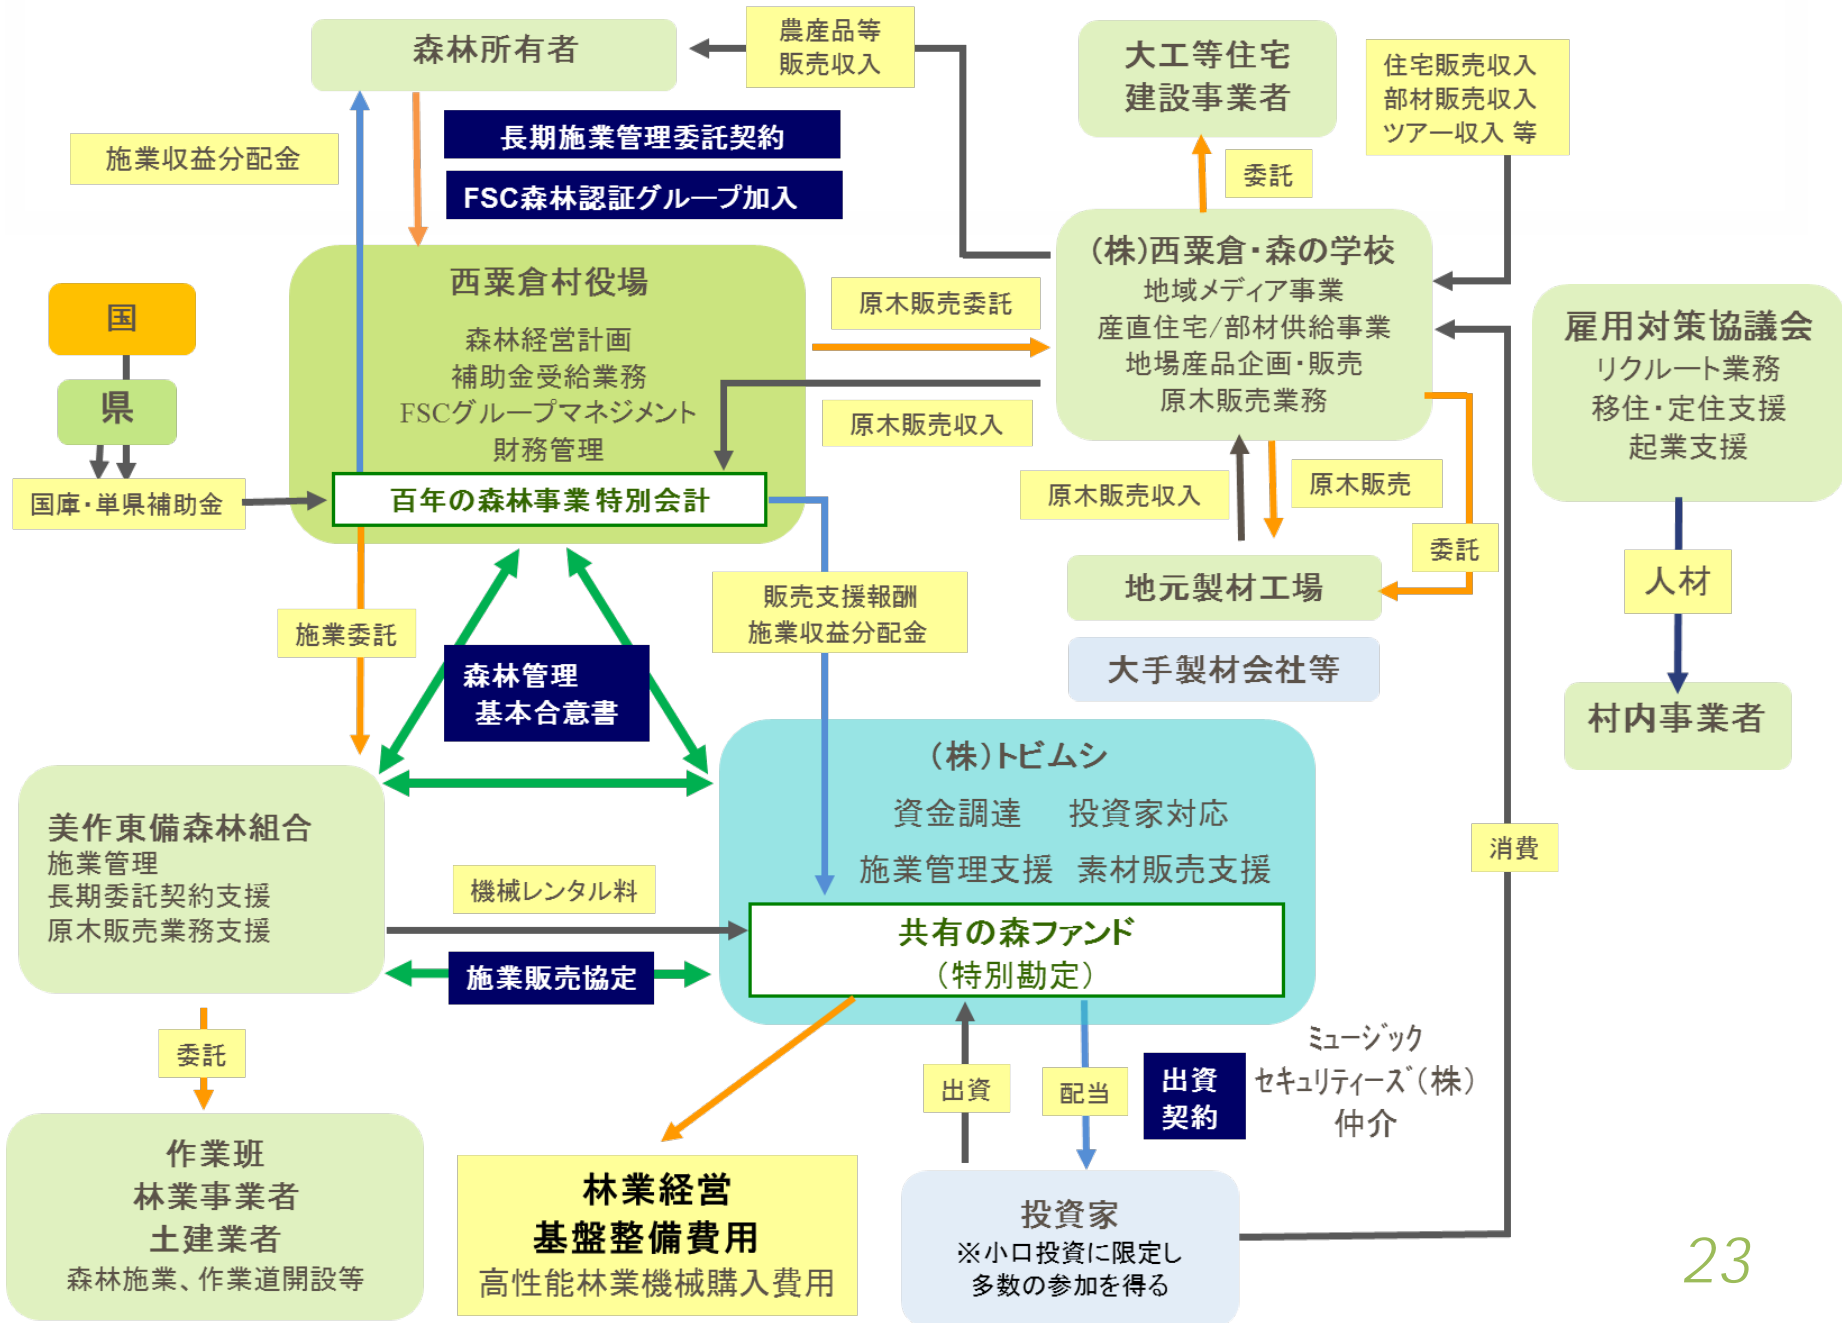 森林所有者
農産品等
販売収入
大工等住宅
建設事業者
住宅販売収入
部材販売収入
ツアー収入 等
長期施業管理委託契約
FSC森林認証グループ加入
施業収益分配金
委託
西粟倉村役場
森林経営計画
補助金受給業務
FSCグループマネジメント
財務管理
百年の森林事業特別会計
国
県
国庫・単県補助金
原木販売委託
原木販売収入
(株)西粟倉・森の学校
地域メディア事業
産直住宅/部材供給事業
地場産品企画・販売
原木販売業務
雇用対策協議会
リクルート業務
移住・定住支援
起業支援
原木販売収入
原木販売
委託
地元製材工場
大手製材会社等
人材
村内事業者
施業委託
森林管理
基本合意書
販売支援報酬
施業収益分配金
(株)トビムシ
資金調達 投資家対応
施業管理支援 素材販売支援
共有の森ファンド
(特別勘定)
美作東備森林組合
施業管理
長期委託契約支援
原木販売業務支援
機械レンタル料
施業販売協定
消費
委託
作業班
林業事業者
土建業者
森林施業、作業道開設等
林業経営
基盤整備費用
高性能林業機械購入費用
出資
配当
出資
契約
ミュージック
セキュリティーズ(株)
仲介
投資家
※小口投資に限定し
多数の参加を得る
23